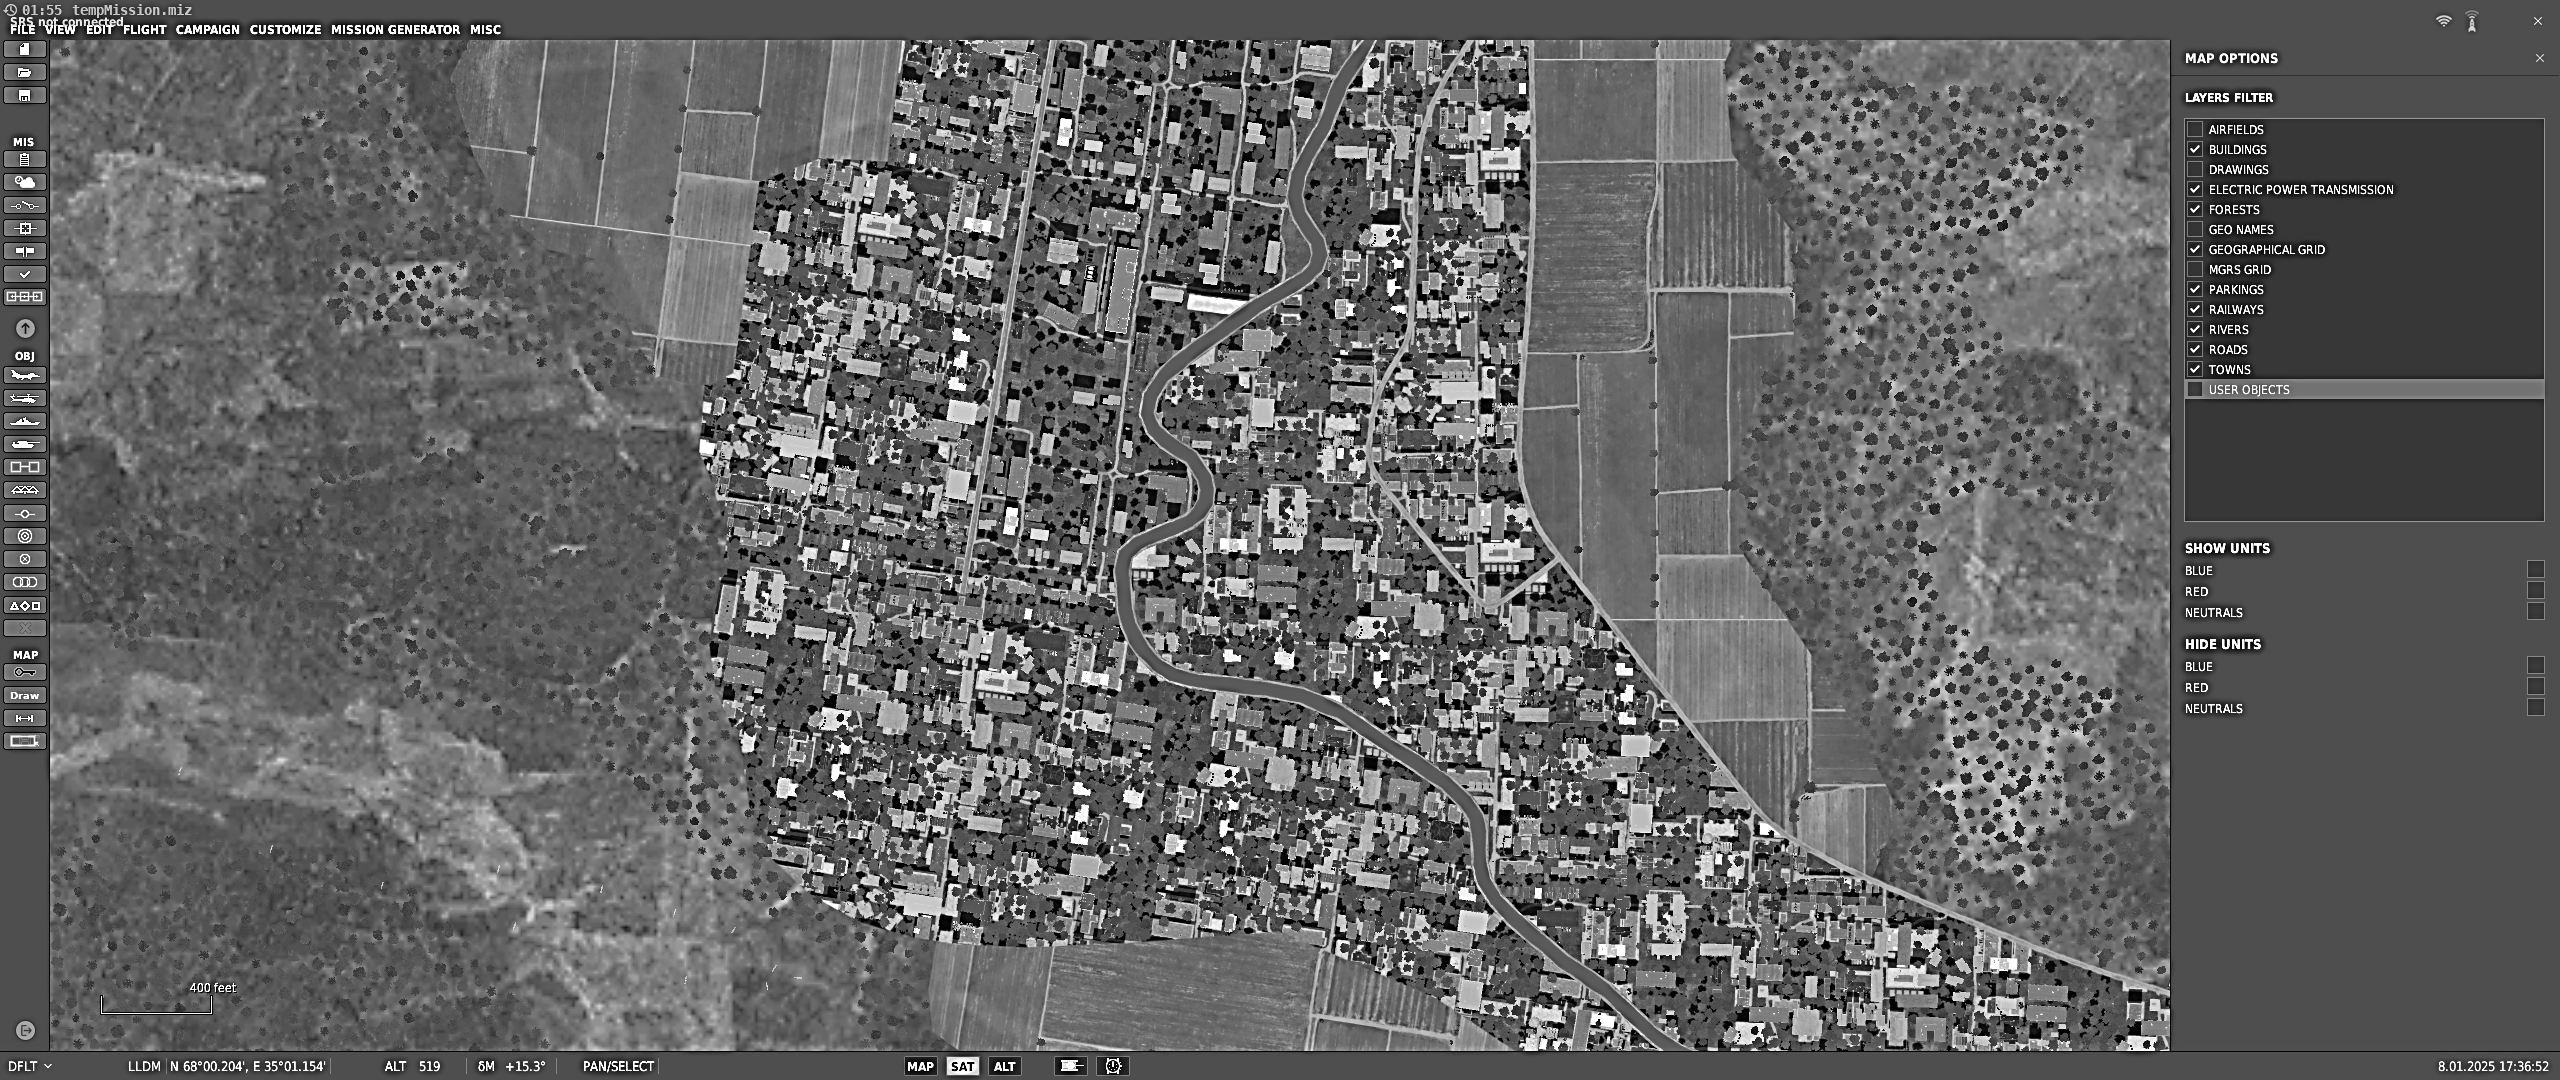 01:55 tempMission.miz
SRS not connected
FILE VIEW EDIT FLIGHT CAMPAIGN CUSTOMIZE MISSION GENERATOR MISC
MIS
OBJ
MAP
Draw
400 feet
MAP OPTIONS
LAYERS FILTER
AIRFIELDS
BUILDINGS
DRAWINGS
ELECTRIC POWER TRANSMISSION
FORESTS
GEO NAMES
GEOGRAPHICAL GRID
MGRS GRID
PARKINGS
RAILWAYS
RIVERS
ROADS
TOWNS
USER OBJECTS
SHOW UNITS
BLUE
RED
NEUTRALS
HIDE UNITS
BLUE
RED
NEUTRALS
DFLT LLDM N 68°00.204', E 35°01.154' ALT 519 δM +15.3° PAN/SELECT MAP SAT ALT 8.01.2025 17:36:52